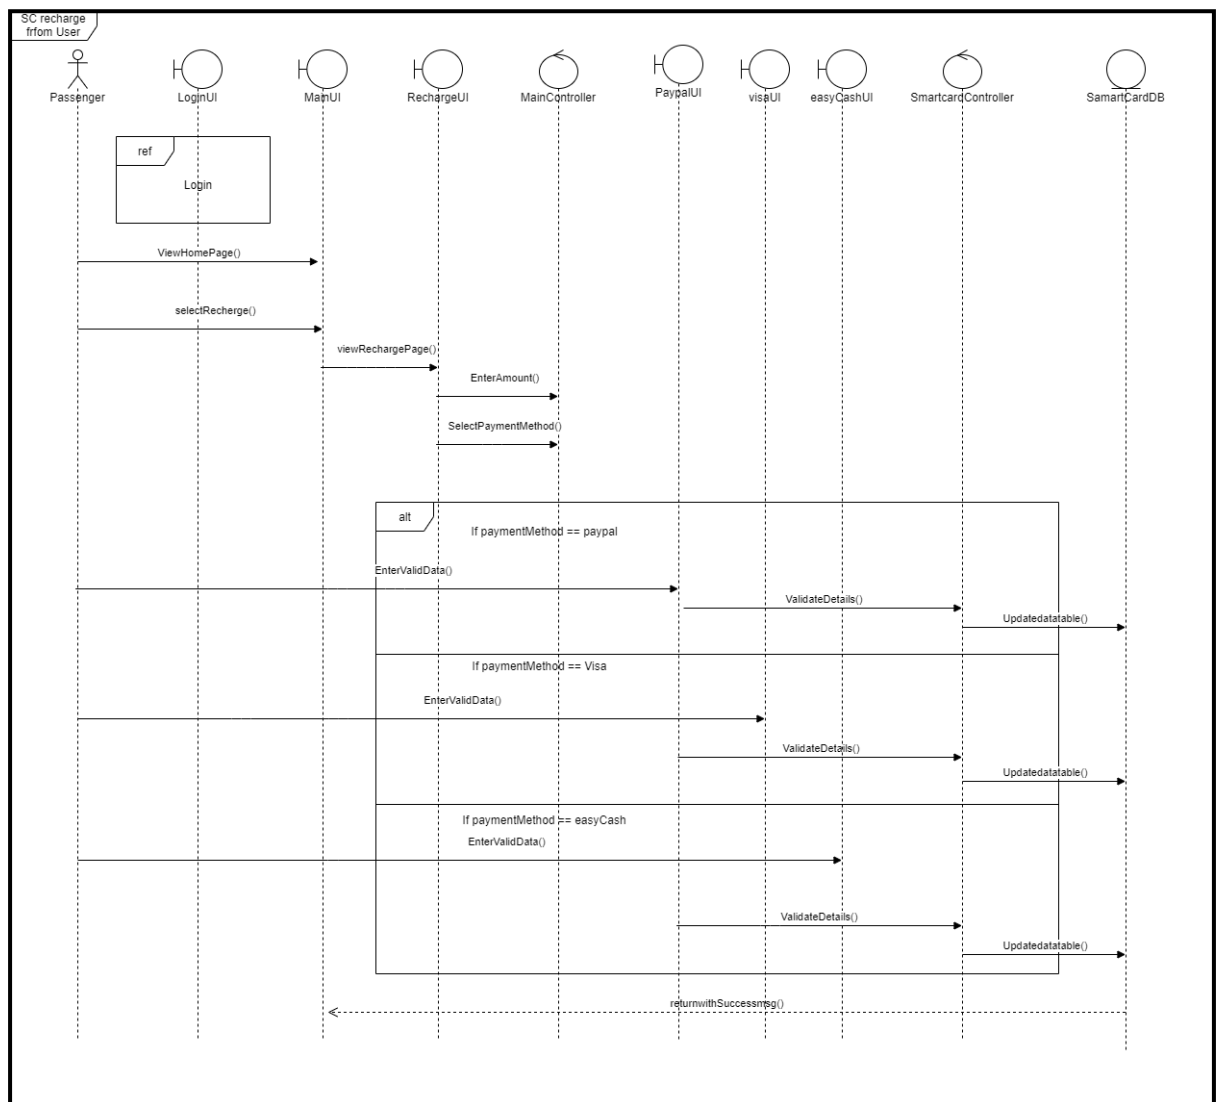 SC recharge
frfom User
Passenger
LoginUI
MainUI
RechargeUI
MainController
PaypalUI
visaUI
easyCashUI
SmartcardController
SamartCardDB
ref
Login
ViewHomePage()
selectRecherge()
viewRechargePage()
EnterAmount()
SelectPaymentMethod()
alt
If paymentMethod == paypal
EnterValidData()
ValidateDetails()
Updatedatatable()
If paymentMethod == Visa
EnterValidData()
ValidateDetails()
Updatedatatable()
If paymentMethod == easyCash
EnterValidData()
ValidateDetails()
Updatedatatable()
returnwithSuccessmsg()